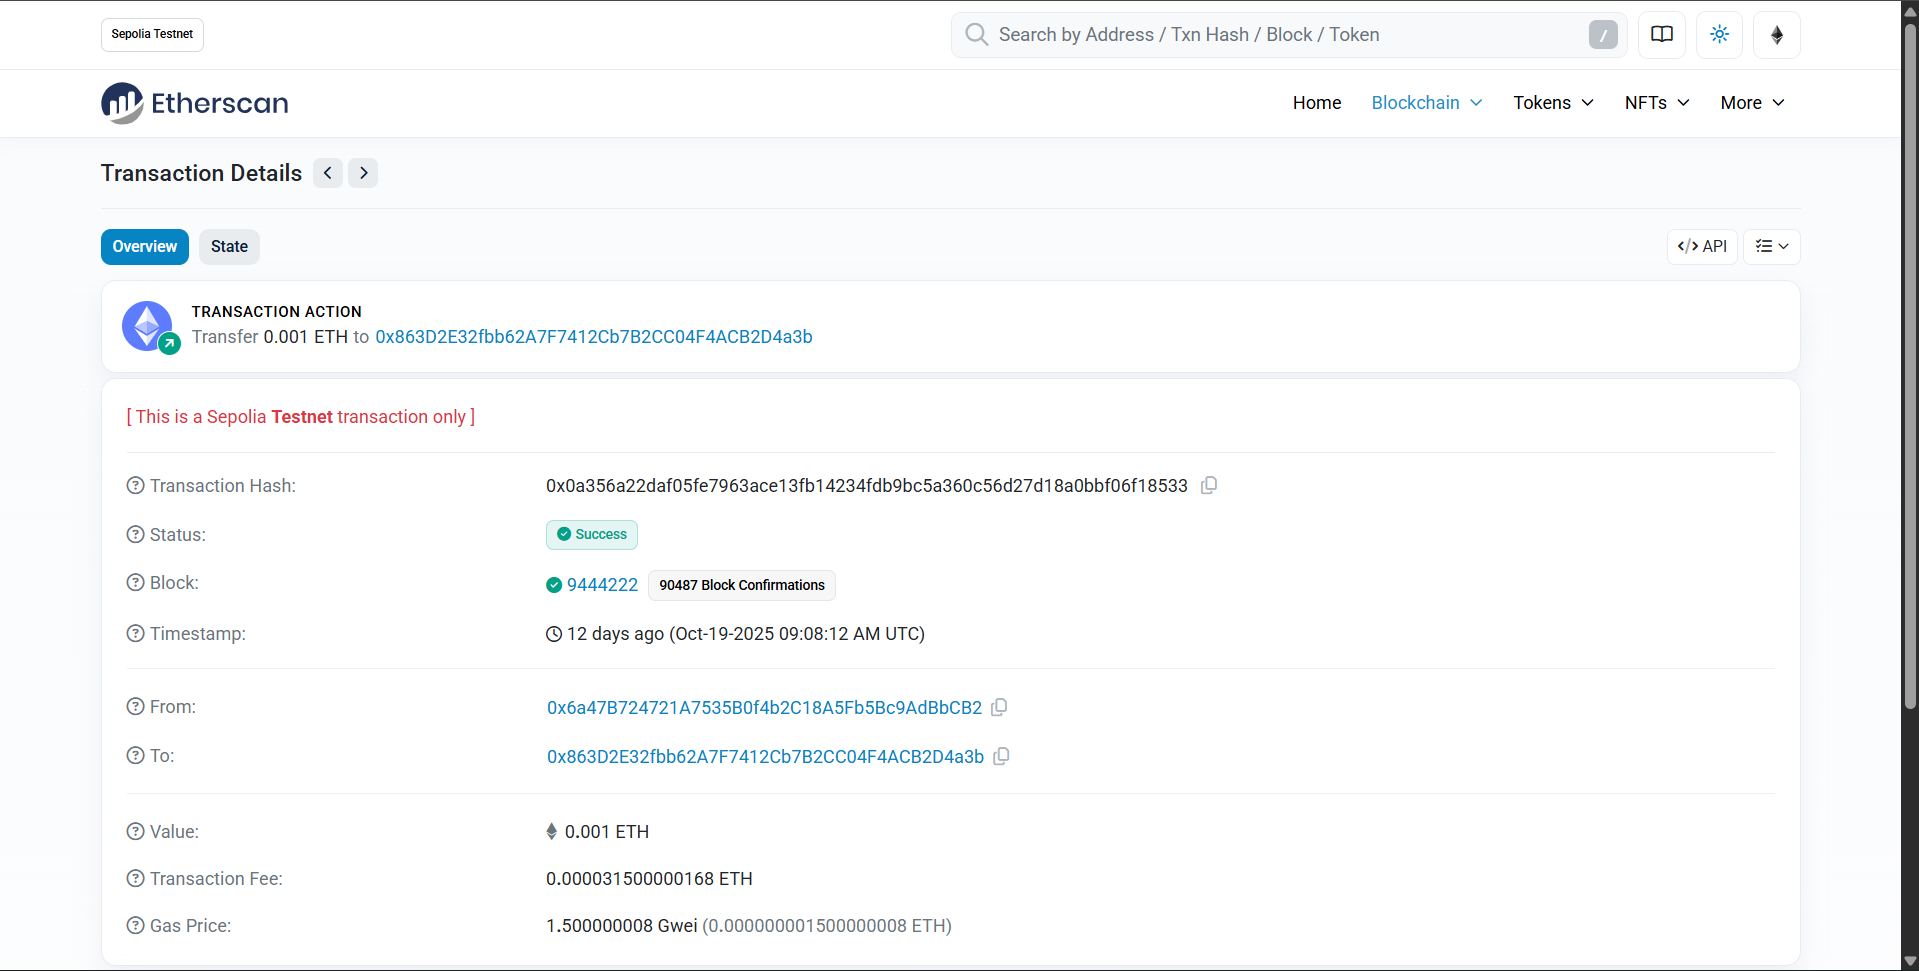 Sepolia Testnet
Search by Address / Txn Hash / Block / Token /
Etherscan
Home Blockchain Tokens NFTs More
Transaction Details
Overview State API
TRANSACTION ACTION
Transfer 0.001 ETH to 0x863D2E32fbb62A7F7412Cb7B2CC04F4ACB2D4a3b
[ This is a Sepolia Testnet transaction only ]
Transaction Hash: 0x0a356a22daf05fe7963ace13fb14234fdb9bc5a360c56d27d18a0bbf06f18533
Status: Success
Block: 9444222 90487 Block Confirmations
Timestamp: 12 days ago (Oct-19-2025 09:08:12 AM UTC)
From: 0x6a47B724721A7535B0f4b2C18A5Fb5Bc9AdBbCB2
To: 0x863D2E32fbb62A7F7412Cb7B2CC04F4ACB2D4a3b
Value: 0.001 ETH
Transaction Fee: 0.000031500000168 ETH
Gas Price: 1.500000008 Gwei (0.000000001500000008 ETH)